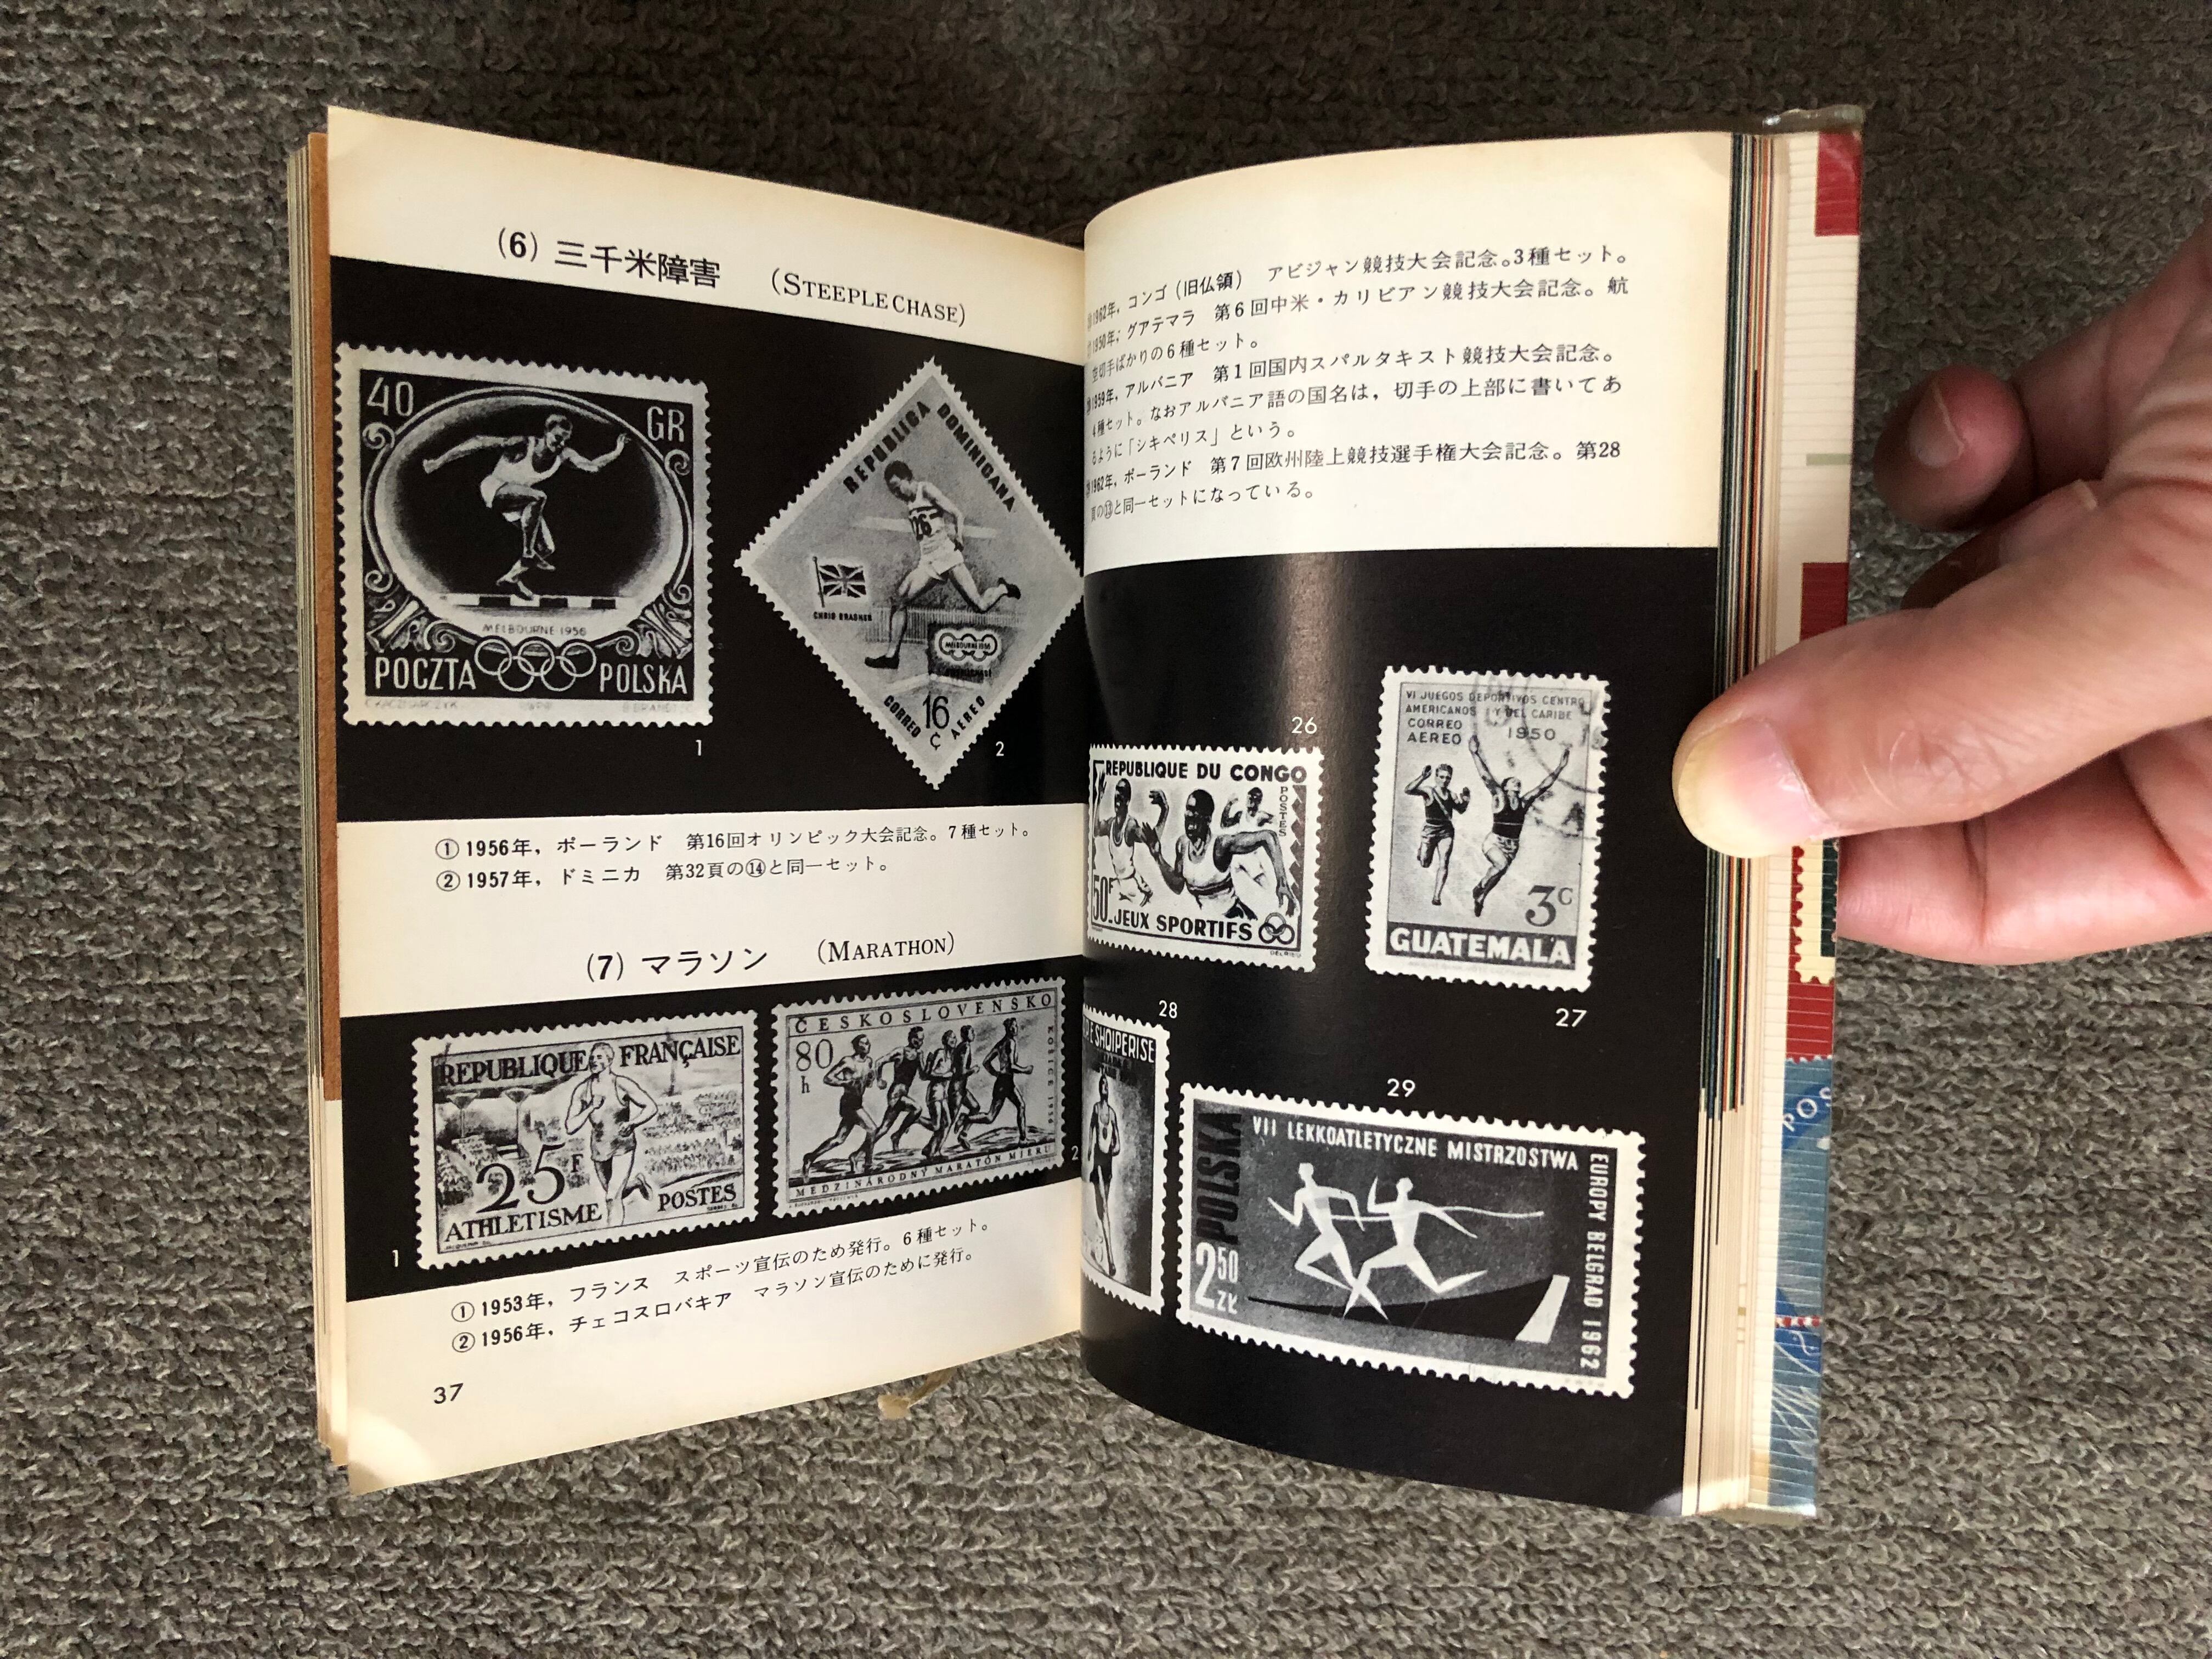 (6) 三千米障害 (STEEPLE CHASE)
40
GR
MELBOURNE·1956
POCZTA
POLSKA
1
REPUBLICA
DOMINICANA
26
CHRIS BRASHER
MELBOURNE 1956
CORREO
16
C
AEREO
2
①1956年，ポーランド 第16回オリンピック大会記念。7種セット。
②1957年，ドミニカ 第32頁の⑭と同一セット。
(7) マラソン (MARATHON)
REPUBLIQUE FRANÇAISE
25F
ATHLETISME
POSTES
1
ČESKOSLOVENSKO
80
h
KOŠICE 1956
MEDZINÁRODNÝ MARATÓN MIERU
2
①1953年，フランス スポーツ宣伝のため発行。6種セット。
②1956年，チェコスロバキア マラソン宣伝のために発行。
37
1962年，コンゴ（旧仏領） アビジャン競技大会記念。3種セット。
1950年，グアテマラ 第6回中米・カリビアン競技大会記念。航
空切手ばかりの6種セット。
1959年，アルバニア 第1回国内スパルタキスト競技大会記念。
4種セット。なおアルバニア語の国名は，切手の上部に書いてあ
るように「シキペリス」という。
1962年，ポーランド 第7回欧州陸上競技選手権大会記念。第28
頁の⑬と同一セットになっている。
26
REPUBLIQUE DU CONGO
POSTES
50F
JEUX SPORTIFS
DELRIEU
VI JUEGOS DEPORTIVOS CENTRO
AMERICANOS Y DEL CARIBE
CORREO
AEREO
1950
3C
GUATEMALA
27
28
E SHQIPERISE
29
POLSKA
VII LEKKOATLETYCZNE MISTRZOSTWA
EUROPY BELGRAD 1962
2 50
ZŁ
POS